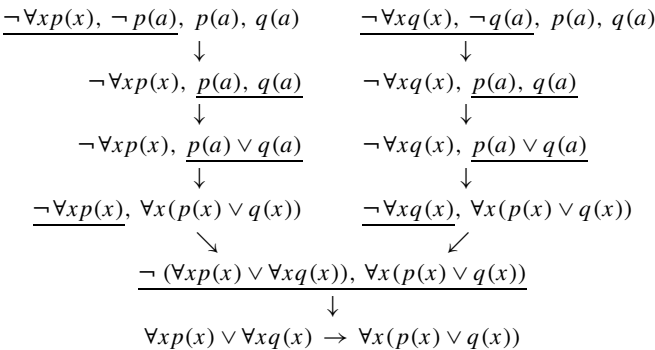 ¬∀xp(x), ¬p(a), p(a), q(a) ¬∀xq(x), ¬q(a), p(a), q(a)
↓ ↓
¬∀xp(x), p(a), q(a) ¬∀xq(x), p(a), q(a)
↓ ↓
¬∀xp(x), p(a) ∨ q(a) ¬∀xq(x), p(a) ∨ q(a)
↓ ↓
¬∀xp(x), ∀x(p(x) ∨ q(x)) ¬∀xq(x), ∀x(p(x) ∨ q(x))
↘ ↙
¬ (∀xp(x) ∨ ∀xq(x)), ∀x(p(x) ∨ q(x))
↓
∀xp(x) ∨ ∀xq(x) → ∀x(p(x) ∨ q(x))